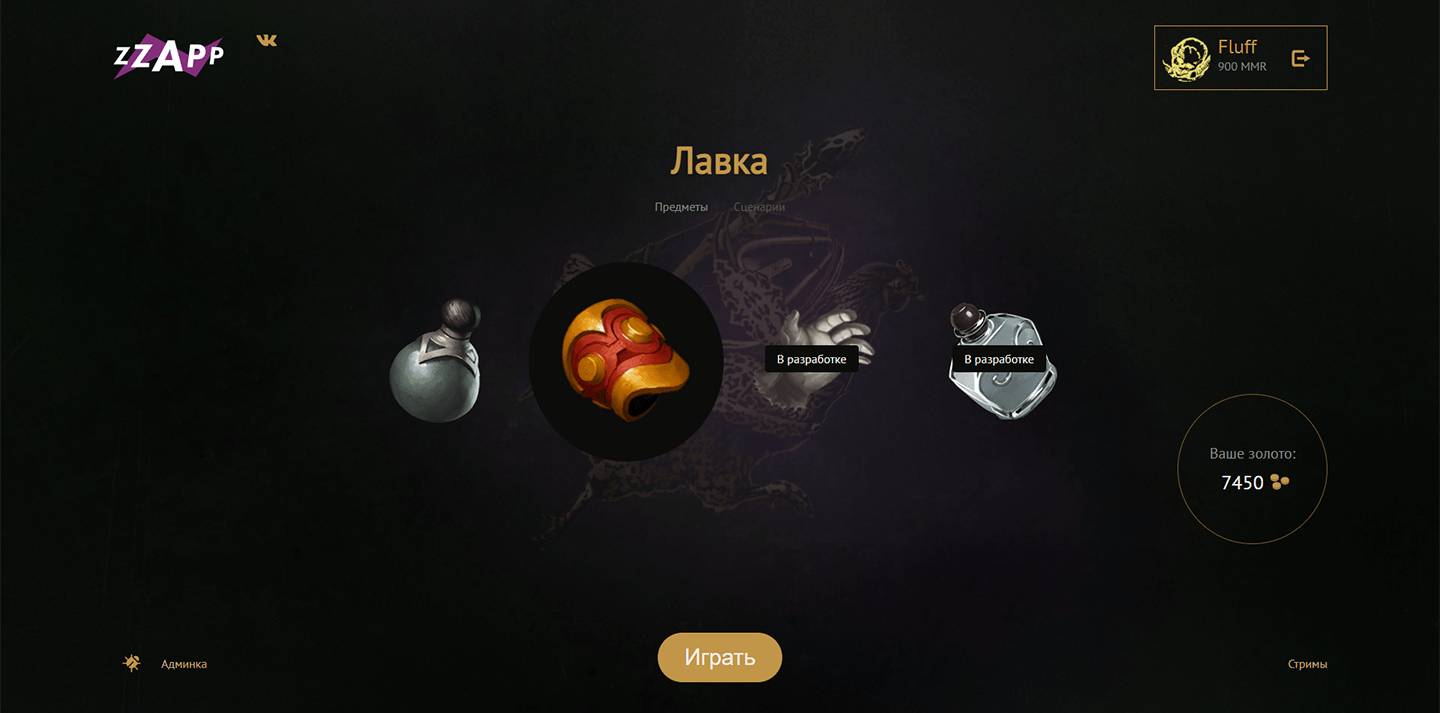 ZZAPP
Fluff
900 MMR
Лавка
Предметы Сценарии
В разработке В разработке
Ваше золото:
7450
Играть
Админка
Стримы